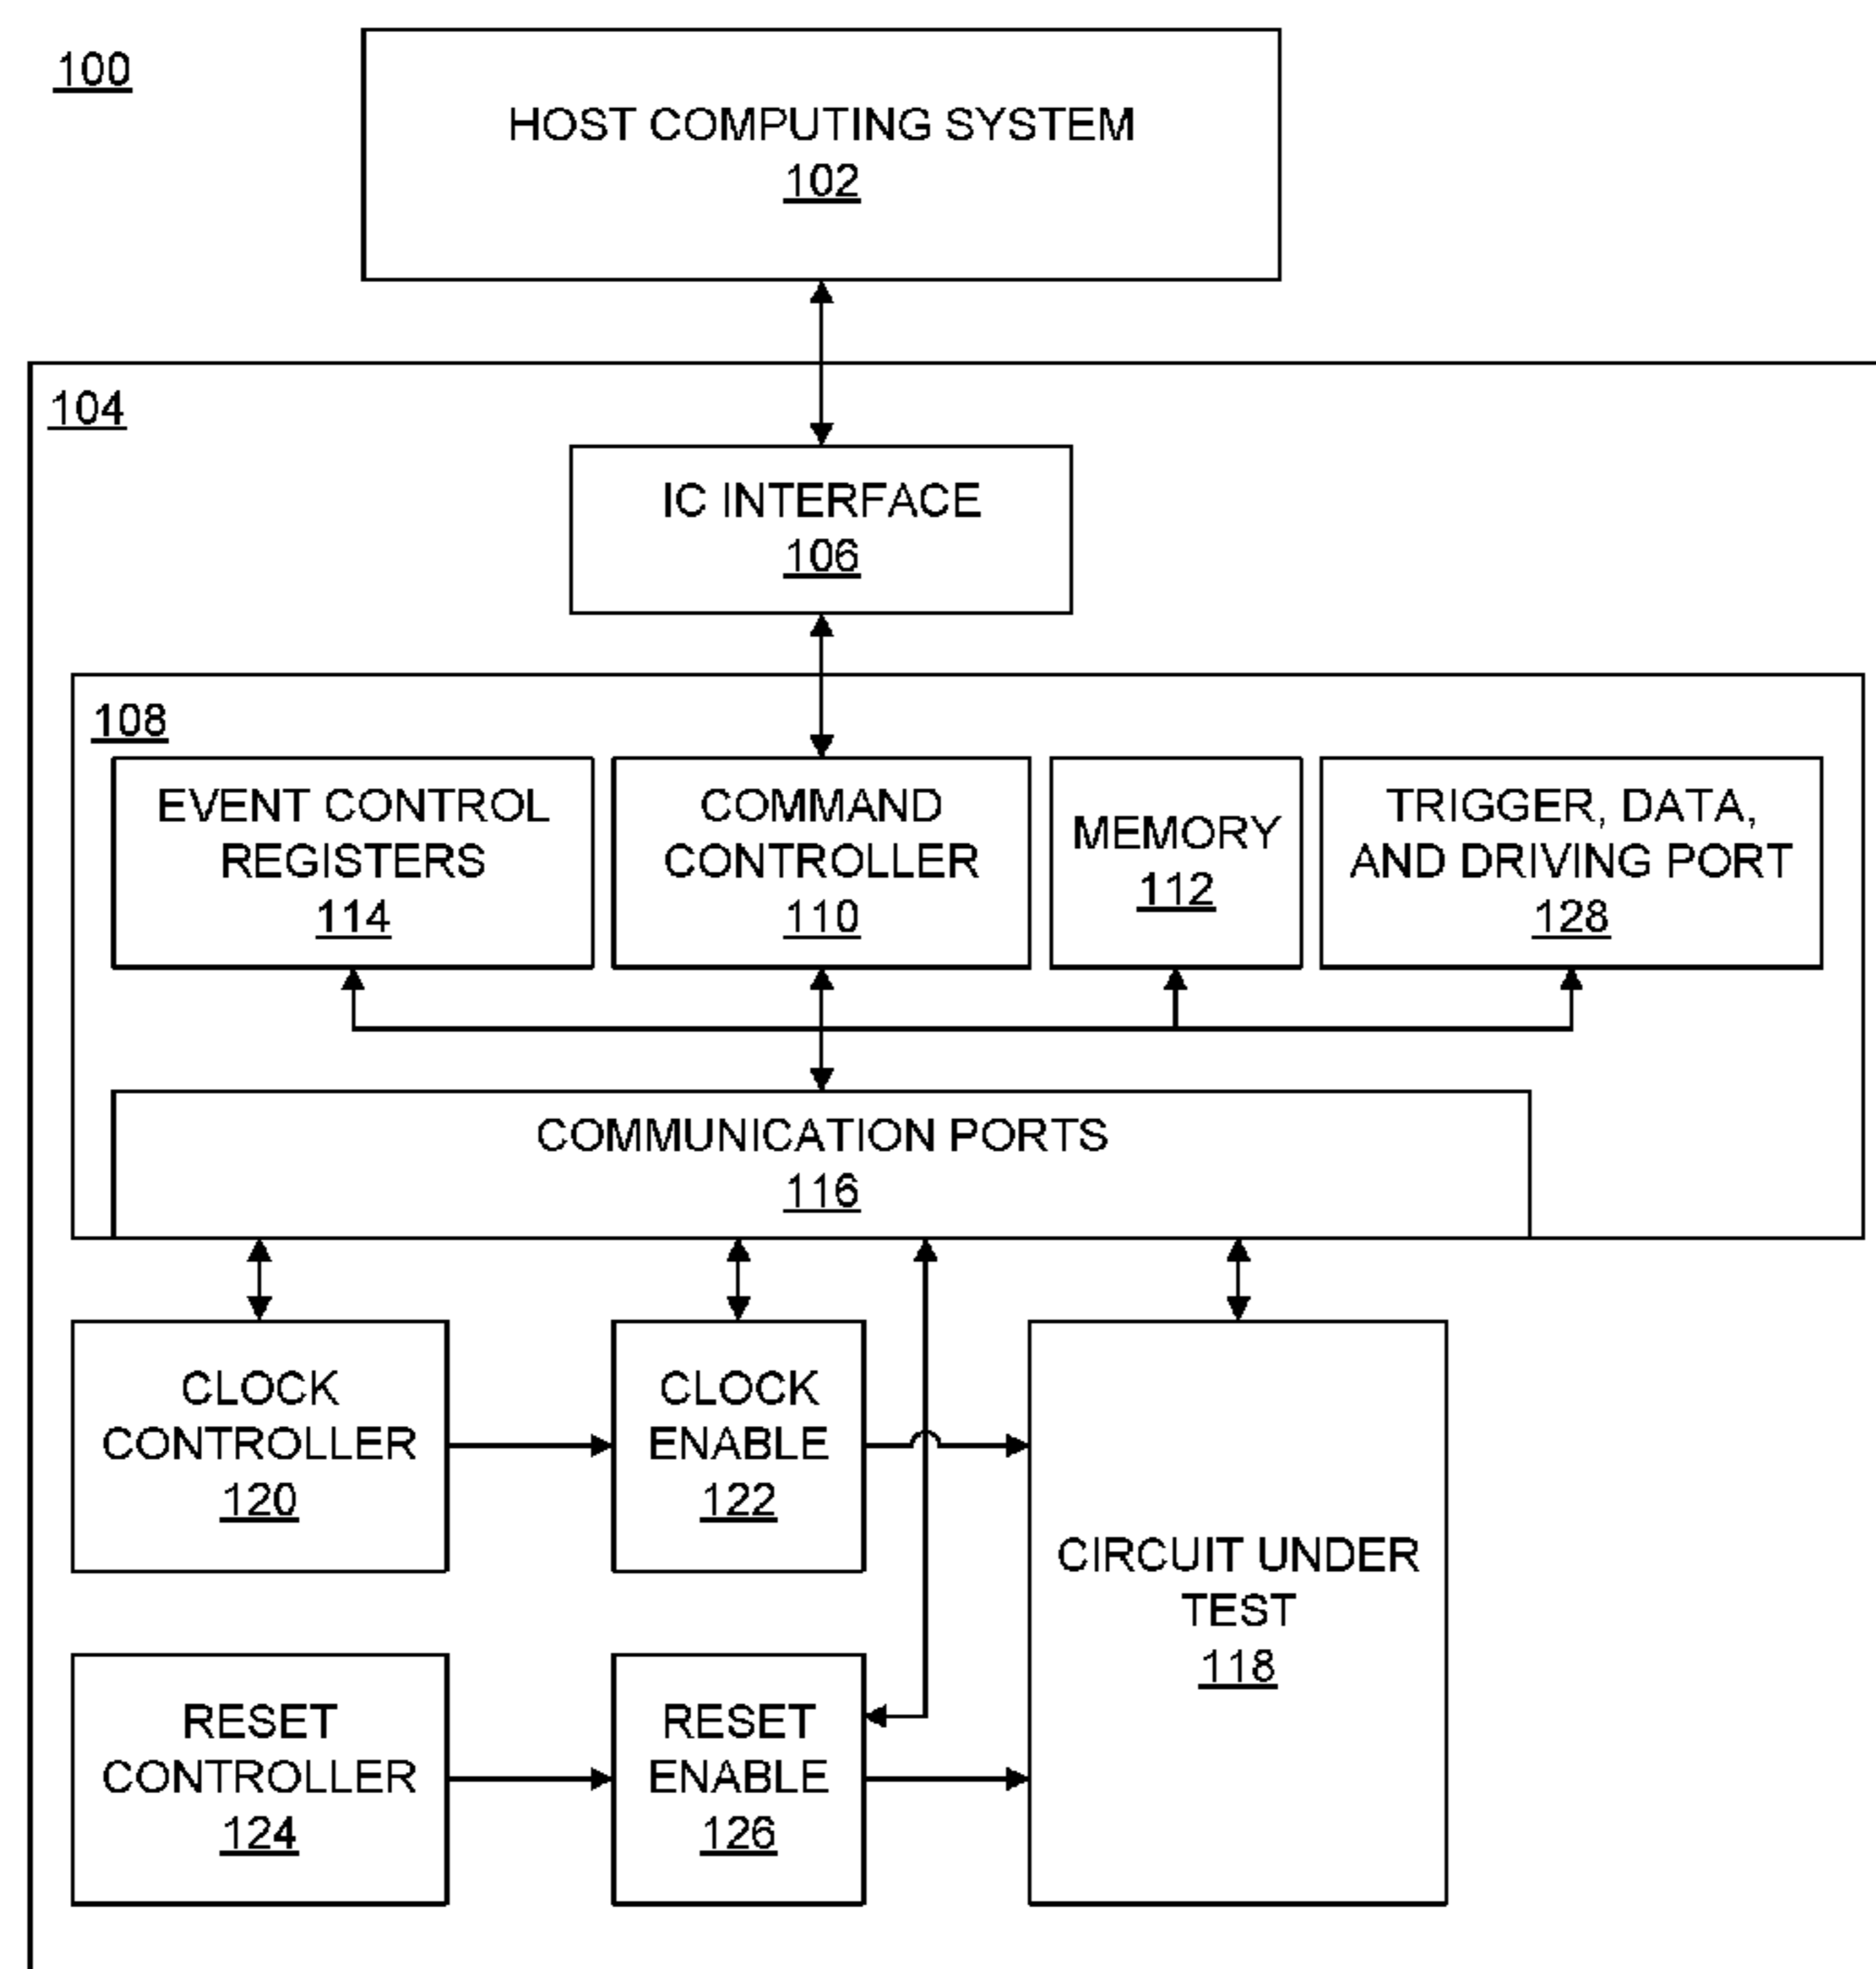 100
HOST COMPUTING SYSTEM
102
104
IC INTERFACE
106
108
EVENT CONTROL
REGISTERS
114
COMMAND
CONTROLLER
110
MEMORY
112
TRIGGER, DATA,
AND DRIVING PORT
128
COMMUNICATION PORTS
116
CLOCK
CONTROLLER
120
CLOCK
ENABLE
122
CIRCUIT UNDER
TEST
118
RESET
CONTROLLER
124
RESET
ENABLE
126